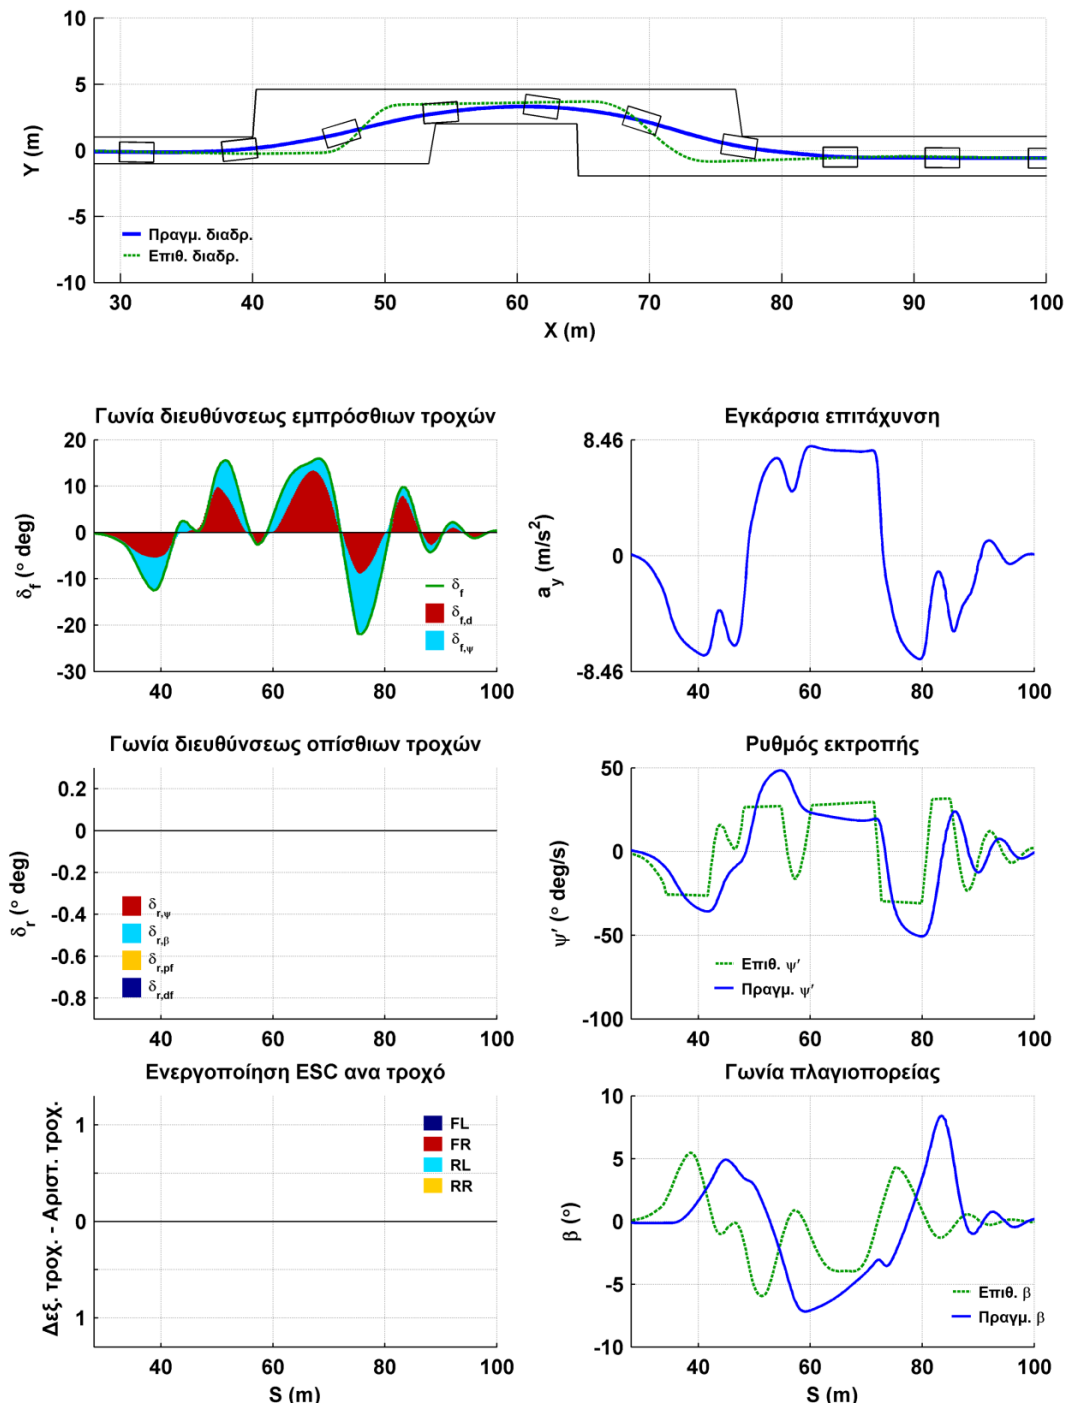 10
5
0
-5
-10
Y (m)
Πραγμ. διαδρ.
Επιθ. διαδρ.
30 40 50 60 70 80 90 100
X (m)
Γωνία διευθύνσεως εμπρόσθιων τροχών
20
10
0
-10
-20
-30
δf (° deg)
δf
δf,d
δf,ψ
40 60 80 100
Εγκάρσια επιτάχυνση
8.46
0
-8.46
ay (m/s2)
40 60 80 100
Γωνία διευθύνσεως οπίσθιων τροχών
0.2
0
-0.2
-0.4
-0.6
-0.8
δr (° deg)
δr,ψ
δr,β
δr,pf
δr,df
40 60 80 100
Ρυθμός εκτροπής
50
0
-50
-100
ψ' (° deg/s)
Επιθ. ψ'
Πραγμ. ψ'
40 60 80 100
Ενεργοποίηση ESC ανα τροχό
1
0
1
Δεξ. τροχ. - Αριστ. τροχ.
FL
FR
RL
RR
40 60 80 100
S (m)
Γωνία πλαγιοπορείας
10
5
0
-5
-10
β (°)
Επιθ. β
Πραγμ. β
40 60 80 100
S (m)